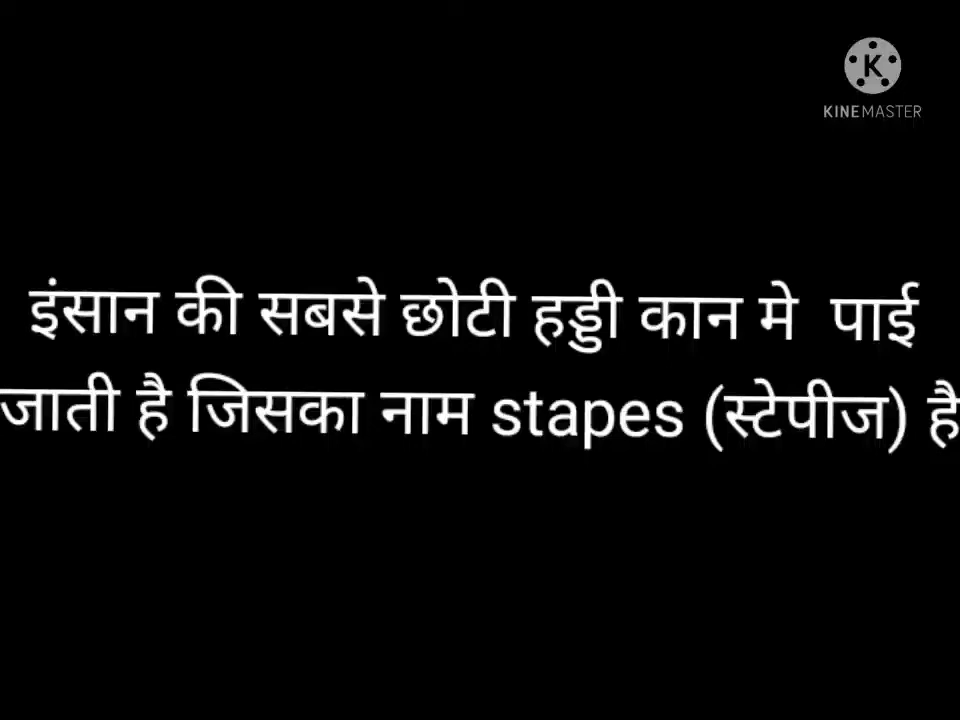 KINEMASTER
इंसान की सबसे छोटी हड्डी कान मे पाई
जाती है जिसका नाम stapes (स्टेपीज) है